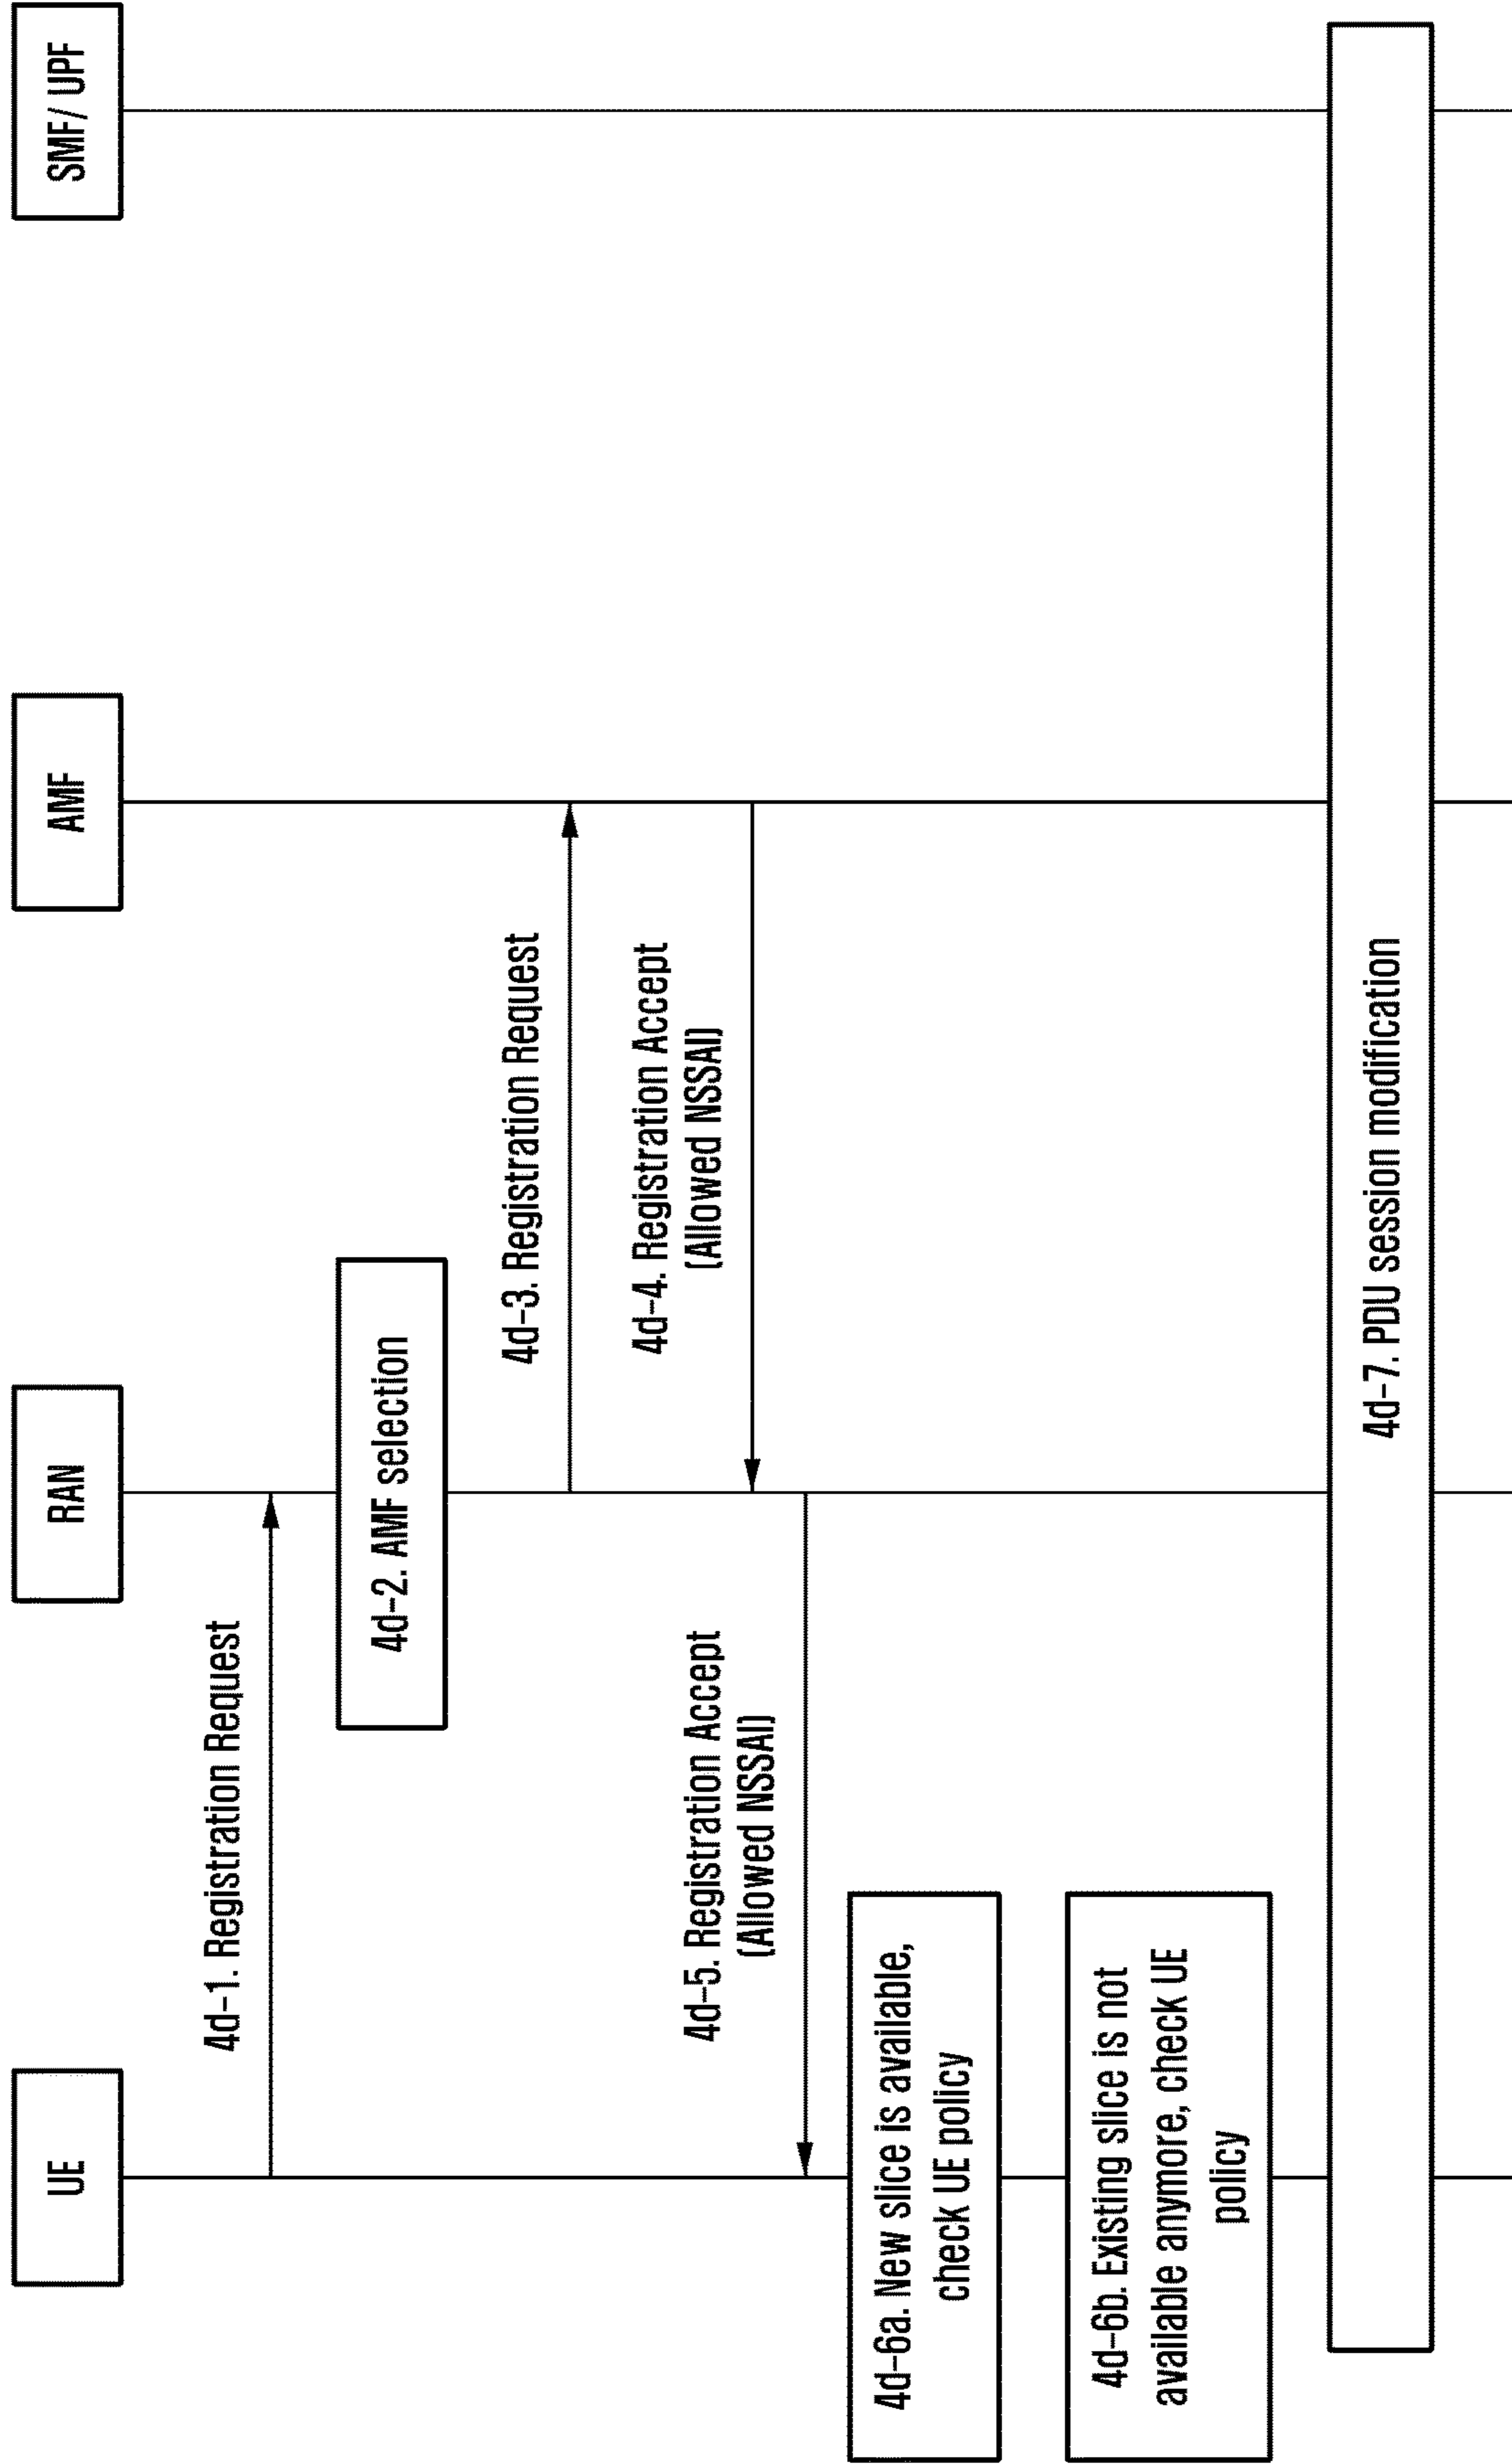 UE
RAN
AMF
SMF/ UPF
4d-1. Registration Request
4d-2. AMF selection
4d-3. Registration Request
4d-4. Registration Accept
(Allowed NSSAI)
4d-5. Registration Accept
(Allowed NSSAI)
4d-6a. New slice is available,
check UE policy
4d-6b. Existing slice is not
available anymore, check UE
policy
4d-7. PDU session modification